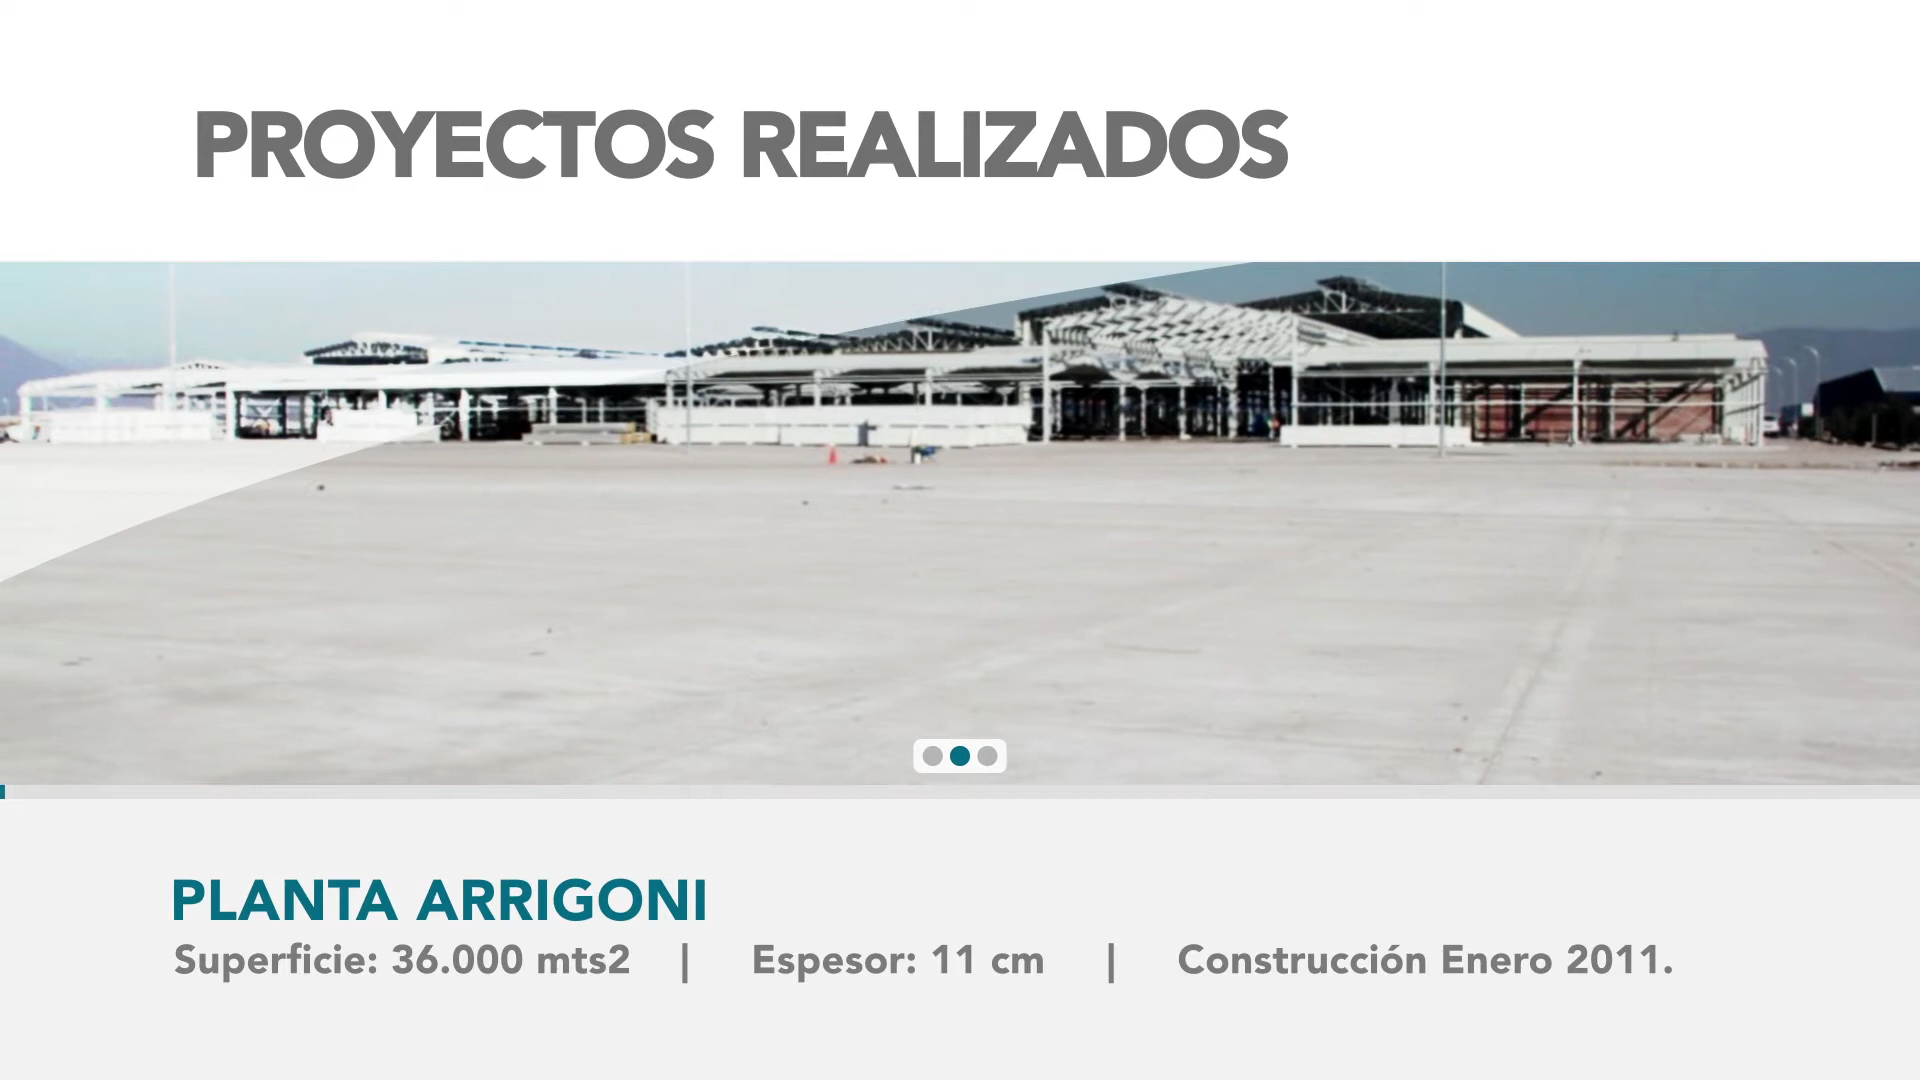 PROYECTOS REALIZADOS
PLANTA ARRIGONI
Superficie: 36.000 mts2 | Espesor: 11 cm | Construcción Enero 2011.